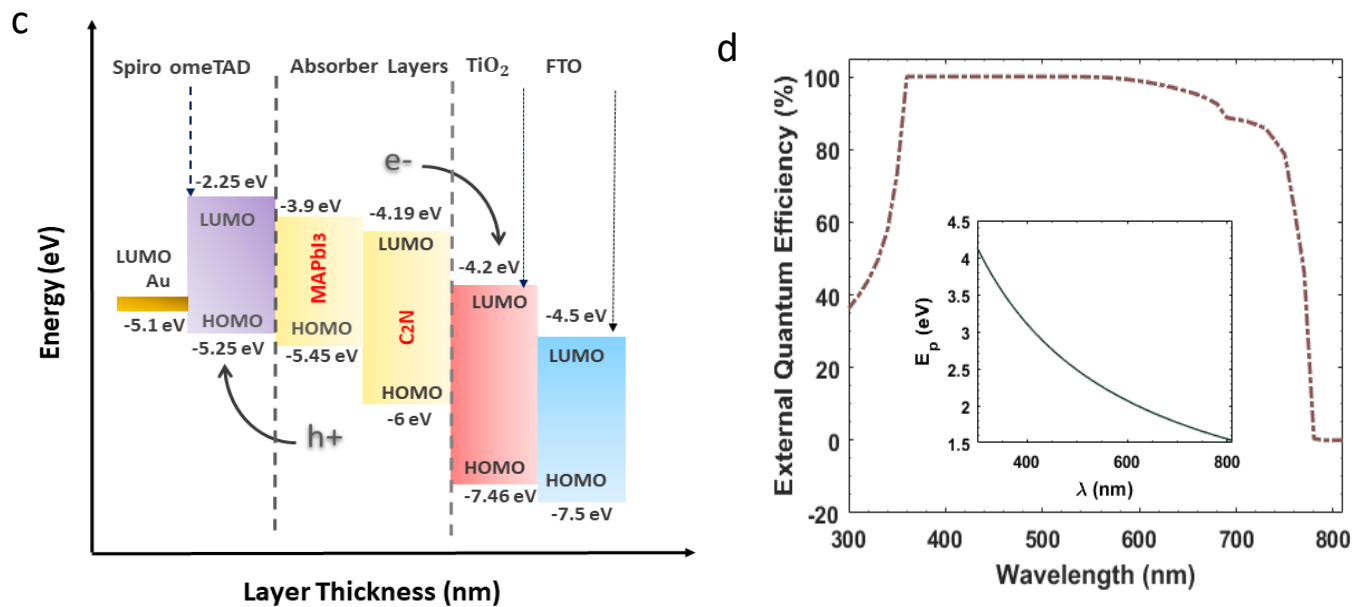 c
Spiro omeTAD
Absorber Layers
TiO₂
FTO
e-
-2.25 eV
-3.9 eV
-4.19 eV
LUMO
LUMO
LUMO
Au
MAPbI3
C2N
-4.2 eV
LUMO
-4.5 eV
LUMO
HOMO
HOMO
-5.1 eV
-5.25 eV
-5.45 eV
HOMO
-6 eV
h+
HOMO
HOMO
-7.46 eV
-7.5 eV
Energy (eV)
Layer Thickness (nm)
d
100
80
60
40
20
0
-20
External Quantum Efficiency (%)
300
400
500
600
700
800
Wavelength (nm)
4.5
4
3.5
3
2.5
2
1.5
Eₚ (eV)
400
600
800
λ (nm)